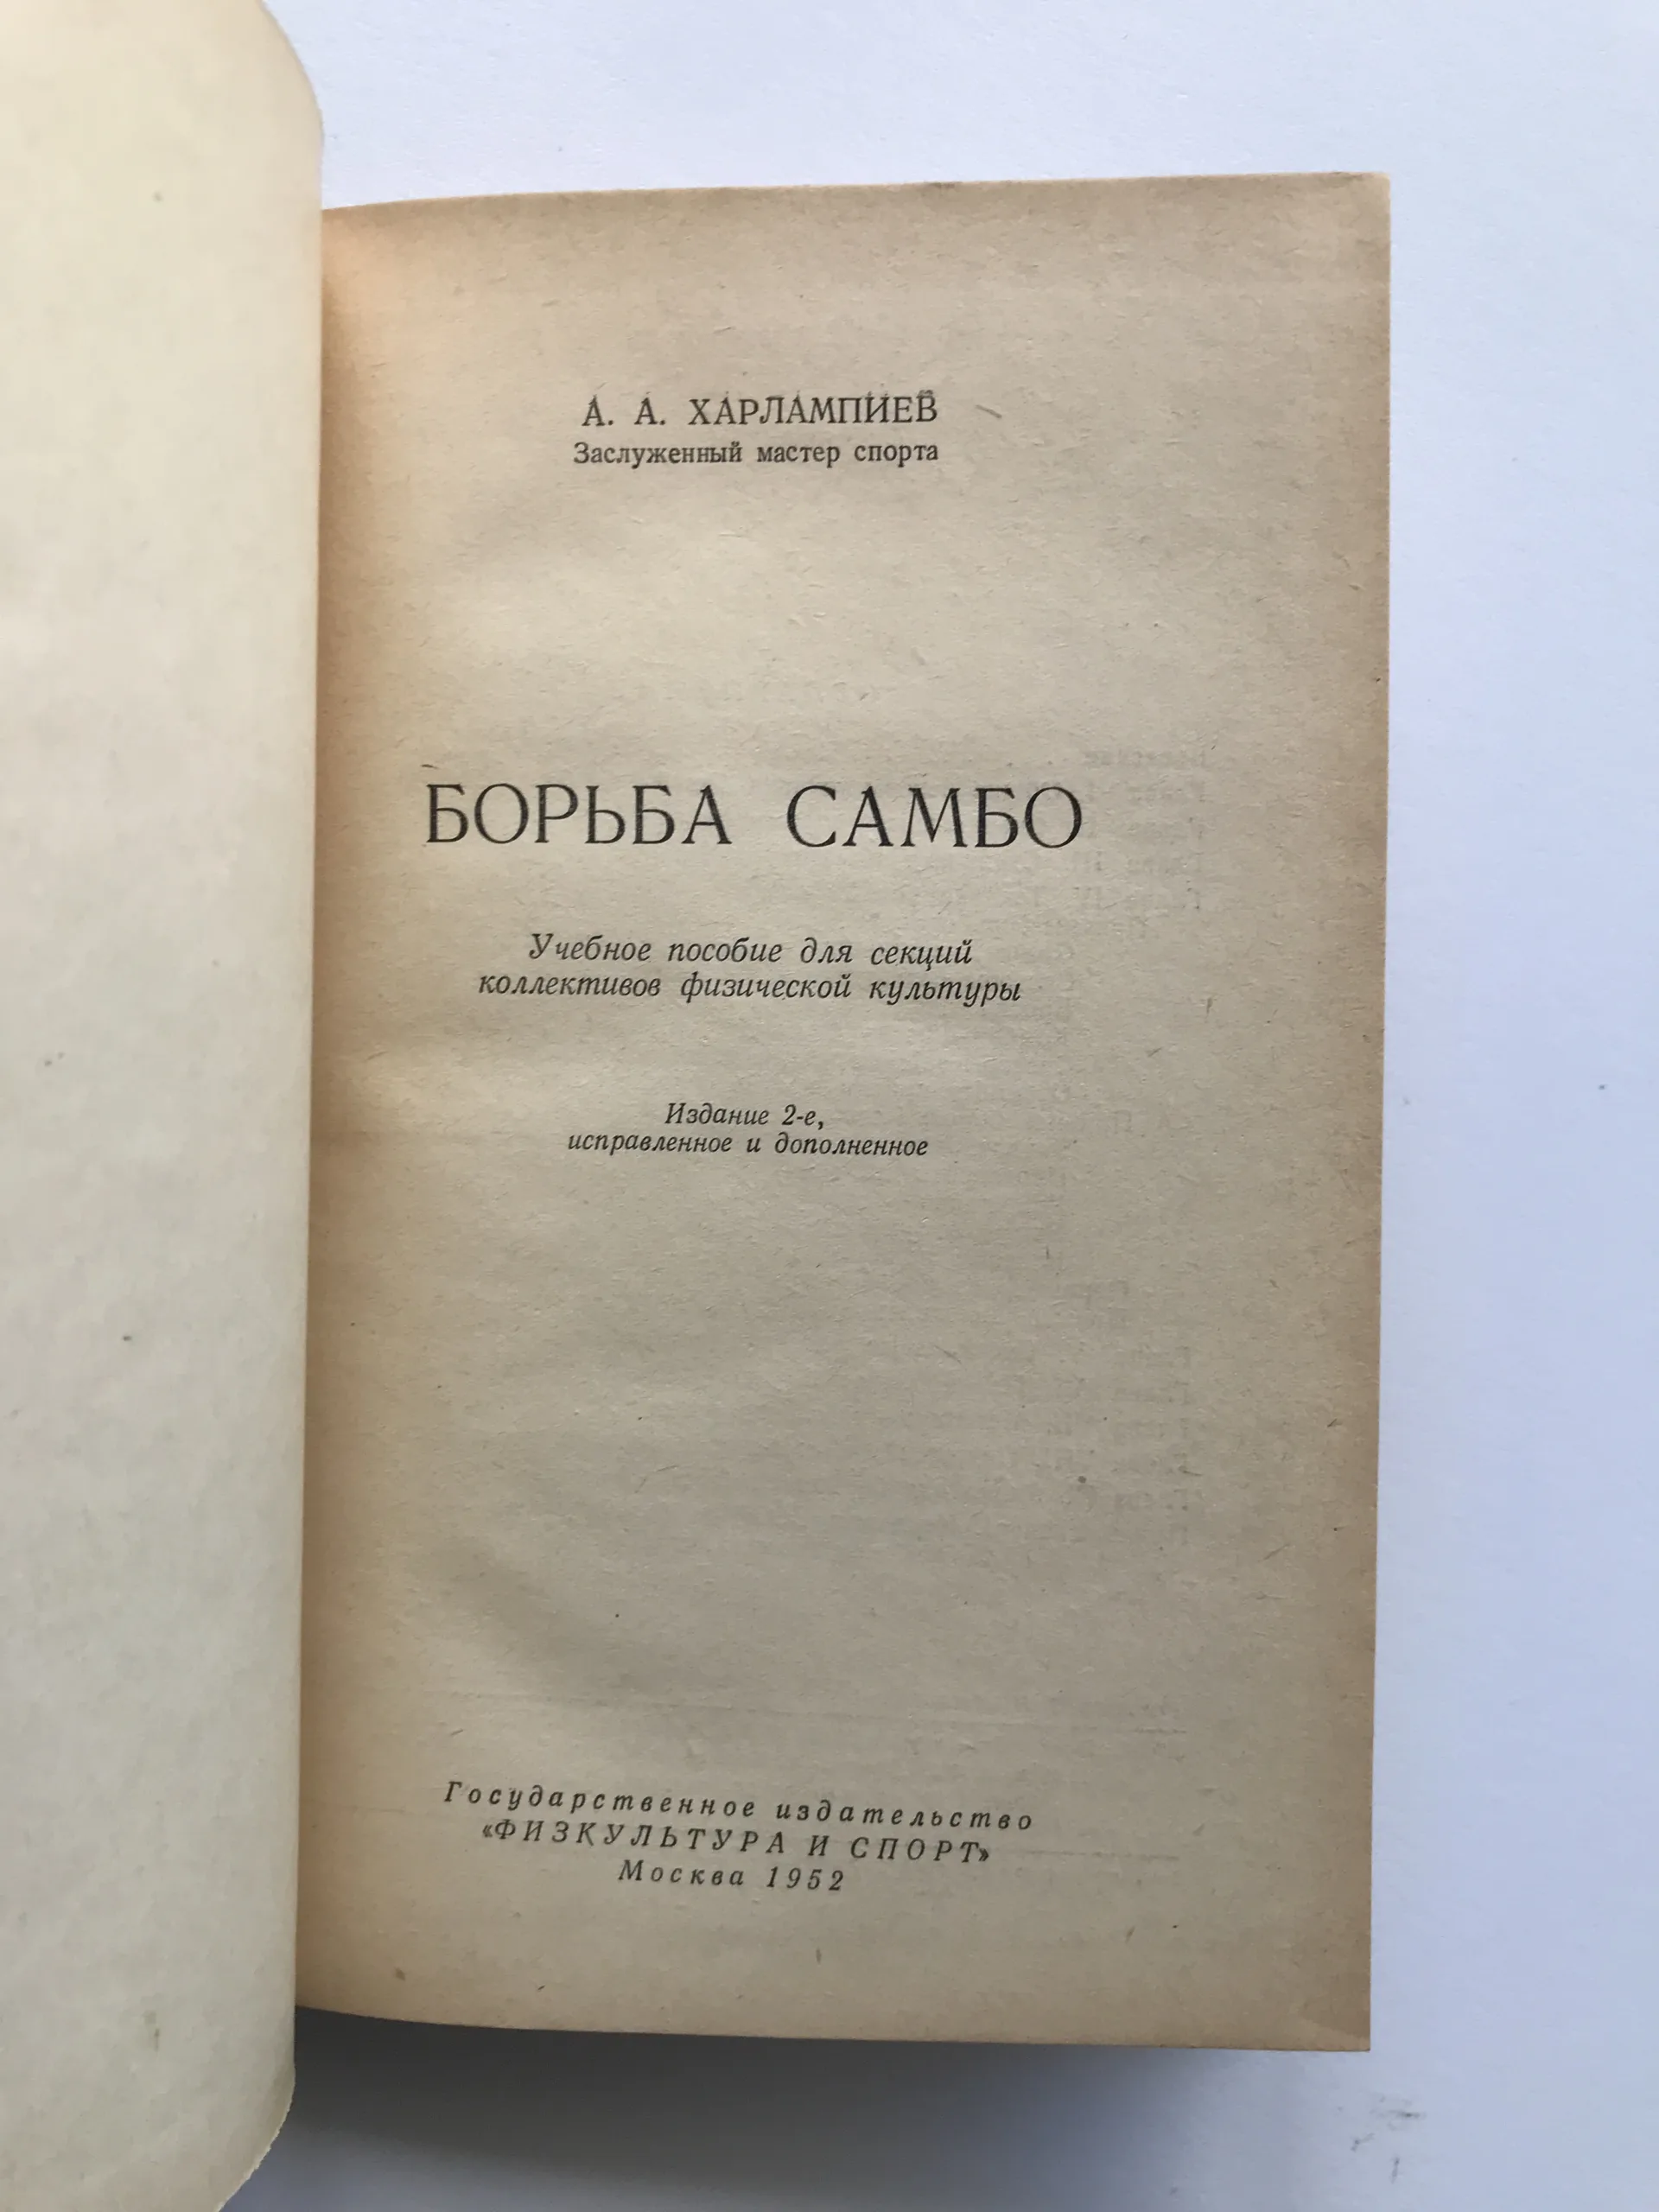 А. А. ХАРЛАМПИЕВ
Заслуженный мастер спорта
БОРЬБА САМБО
Учебное пособие для секций
коллективов физической культуры
Издание 2-е,
исправленное и дополненное
Государственное издательство
«ФИЗКУЛЬТУРА И СПОРТ»
Москва 1952